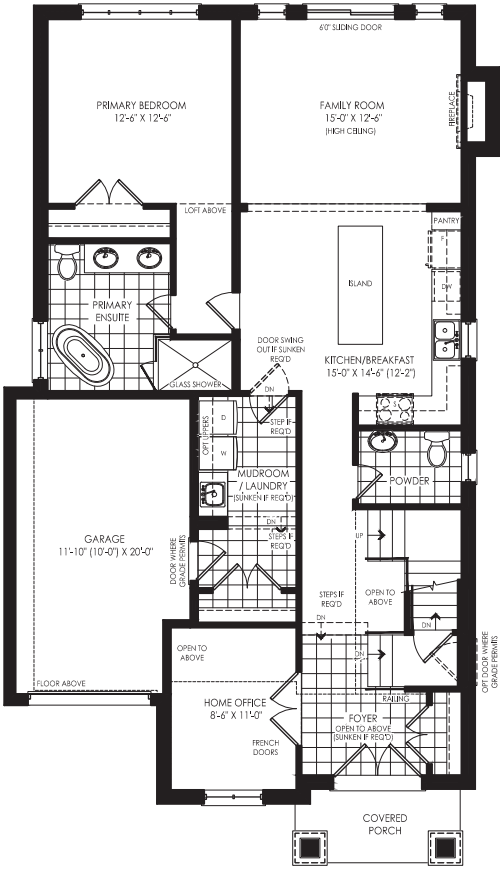 6'0" SLIDING DOOR
PRIMARY BEDROOM
12'-6" X 12'-6"
FAMILY ROOM
15'-0" X 12'-6"
(HIGH CEILING)
FIREPLACE
LOFT ABOVE
PANTRY
F
DW
ISLAND
PRIMARY
ENSUITE
GLASS SHOWER
DOOR SWING
OUT IF SUNKEN
REQ'D
KITCHEN/BREAKFAST
15'-0" X 14'-6" (12'-2")
DN
S
STEP IF
REQ'D
OPT UPPERS
D
W
MUDROOM
/ LAUNDRY
(SUNKEN IF REQ'D)
POWDER
DN
STEPS IF
REQ'D
UP
GARAGE
11'-10" (10'-0") X 20'-0"
DOOR WHERE
GRADE PERMITS
STEPS IF
REQ'D
OPEN TO
ABOVE
DN
DN
DN
OPT DOOR WHERE
GRADE PERMITS
OPEN TO
ABOVE
FLOOR ABOVE
RAILING
HOME OFFICE
8'-6" X 11'-0"
FRENCH
DOORS
FOYER
OPEN TO ABOVE
(SUNKEN IF REQ'D)
COVERED
PORCH